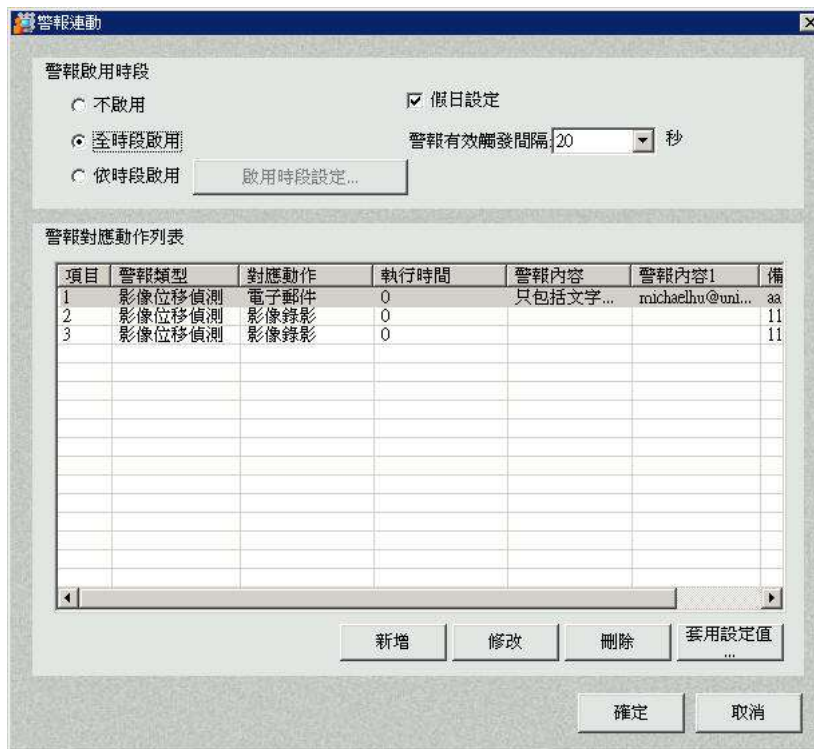 警報連動
警報啟用時段
不啟用
假日設定
全時段啟用
警報有效觸發間隔: 20 秒
依時段啟用 啟用時段設定...
警報對應動作列表
項目 警報類型 對應動作 執行時間 警報內容 警報內容1 備
1 影像位移偵測 電子郵件 0 只包括文字... michaelhu@uni... aa
2 影像位移偵測 影像錄影 0 11
3 影像位移偵測 影像錄影 0 11
新增 修改 刪除 套用設定值...
確定 取消